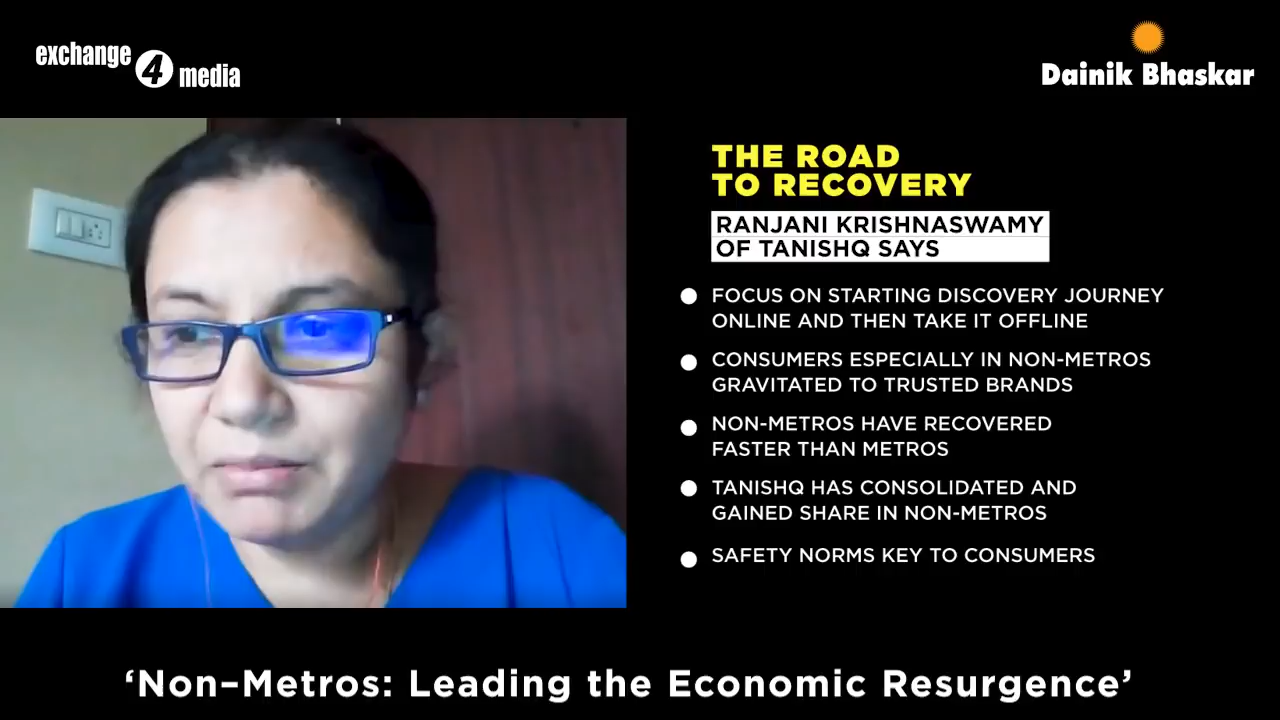 exchange
4
media
Dainik Bhaskar
THE ROAD
TO RECOVERY
RANJANI KRISHNASWAMY
OF TANISHQ SAYS
FOCUS ON STARTING DISCOVERY JOURNEY
ONLINE AND THEN TAKE IT OFFLINE
CONSUMERS ESPECIALLY IN NON-METROS
GRAVITATED TO TRUSTED BRANDS
NON-METROS HAVE RECOVERED
FASTER THAN METROS
TANISHQ HAS CONSOLIDATED AND
GAINED SHARE IN NON-METROS
SAFETY NORMS KEY TO CONSUMERS
‘Non–Metros: Leading the Economic Resurgence’